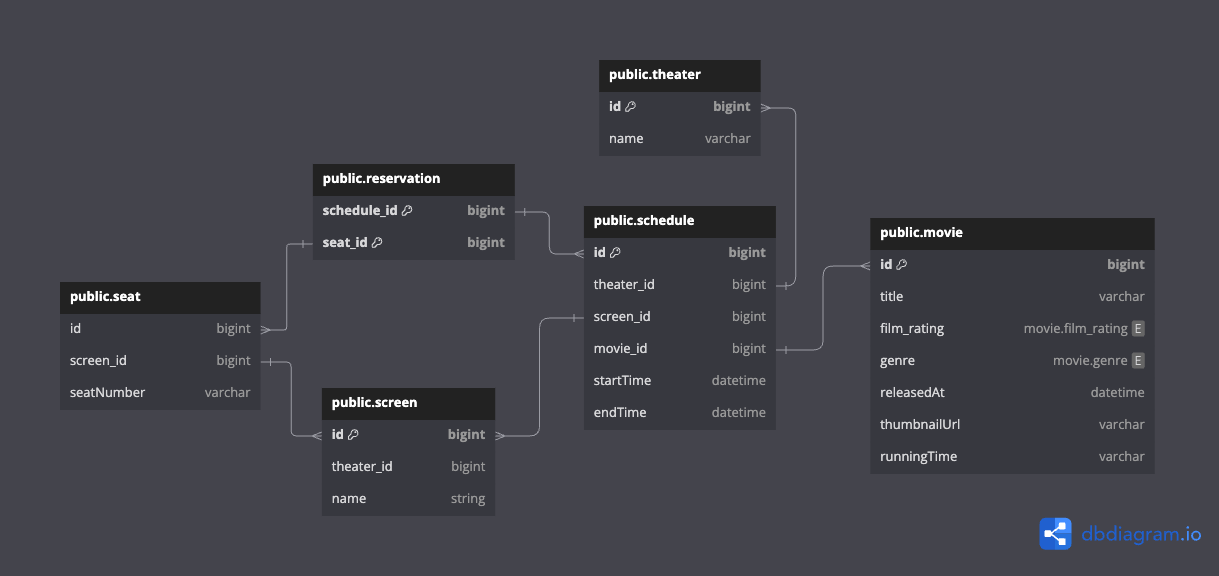 public.theater
id bigint
name varchar
public.reservation
schedule_id bigint
seat_id bigint
public.schedule
id bigint
theater_id bigint
screen_id bigint
movie_id bigint
startTime datetime
endTime datetime
public.movie
id bigint
title varchar
film_rating movie.film_rating E
genre movie.genre E
releasedAt datetime
thumbnailUrl varchar
runningTime varchar
public.seat
id bigint
screen_id bigint
seatNumber varchar
public.screen
id bigint
theater_id bigint
name string
dbdiagram.io